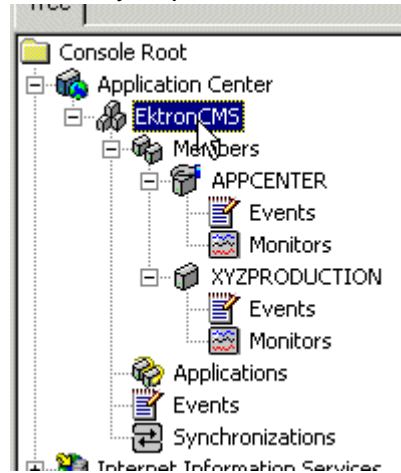 Tree
Console Root
Application Center
EktronCMS
Members
APPCENTER
Events
Monitors
XYZPRODUCTION
Events
Monitors
Applications
Events
Synchronizations
Internet Information Services